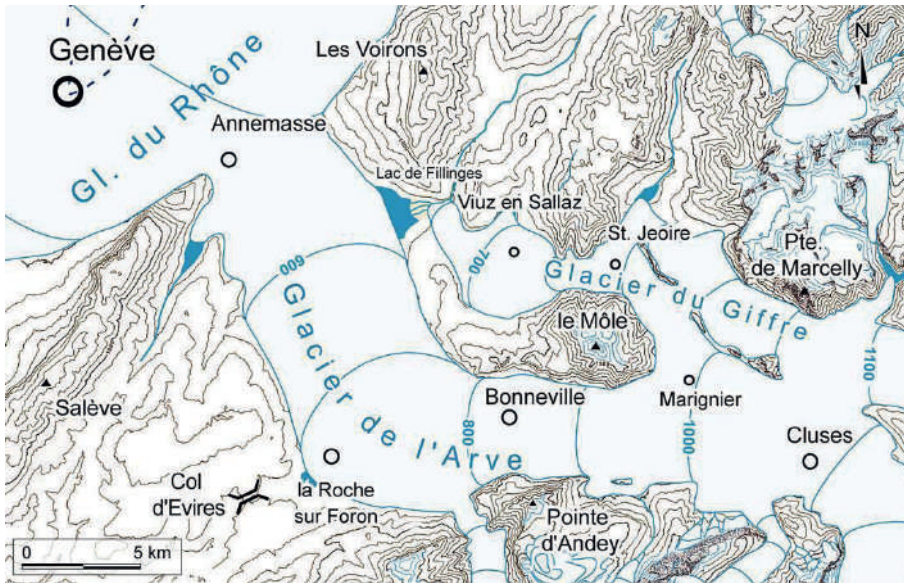 Genève
Les Voirons
N
Gl. du Rhône
Annemasse
Lac de Fillinges
Viuz en Sallaz
700
St. Jeoire
Pte.
de Marcelly
Glacier du Giffre
600
Glacier de l'Arve
le Môle
1100
Salève
Bonneville
800
Marignier
1000
Cluses
Col
d'Evires
la Roche
sur Foron
Pointe
d'Andey
0 5 km